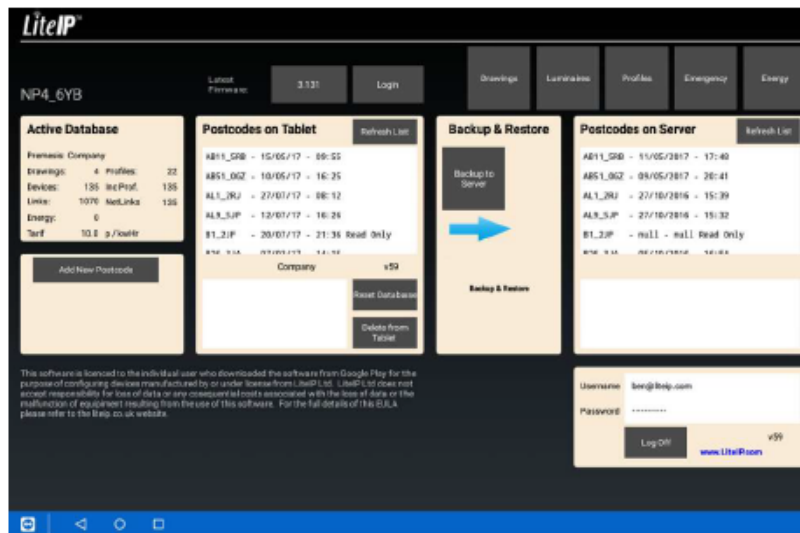 LiteIP™
NP4_6YB
Latest Firmware:
3.131
Login
Drawings
Luminaires
Profiles
Emergency
Energy
Active Database
Premesis: Company
Drawings: 4 Profiles: 22
Devices: 135 Inc Prof. 135
Links: 1070 NetLinks 135
Energy: 0
Tarif 10.0 p/kwHr
Add New Postcode
Postcodes on Tablet
Refresh List
AB11_5RB - 15/05/17 - 09:55
AB51_0GZ - 10/05/17 - 16:25
AL1_2RJ - 27/07/17 - 08:12
AL9_5JP - 12/07/17 - 16:26
B1_2JP - 20/07/17 - 21:36 Read Only
Company v59
Reset Database
Delete from
Tablet
Backup & Restore
Backup to
Server
Backup & Restore
Postcodes on Server
Refresh List
AB11_5RB - 11/05/2017 - 17:48
AB51_0GZ - 09/05/2017 - 20:41
AL1_2RJ - 27/10/2016 - 15:39
AL9_5JP - 27/10/2016 - 15:32
B1_2JP - null - null Read Only
This software is licenced to the individual user who downloaded the software from Google Play for the
purpose of configuring devices manufactured by or under license from LiteIP Ltd. LiteIP Ltd does not
accept responsibility for loss of data or any cosequential costs associated with the loss of data or the
malfunction of equipment resulting from the use of this software. For the full details of this EULA
please refer to the liteip.co.uk website.
Username ben@liteip.com
Password ----------
Log Off
v59